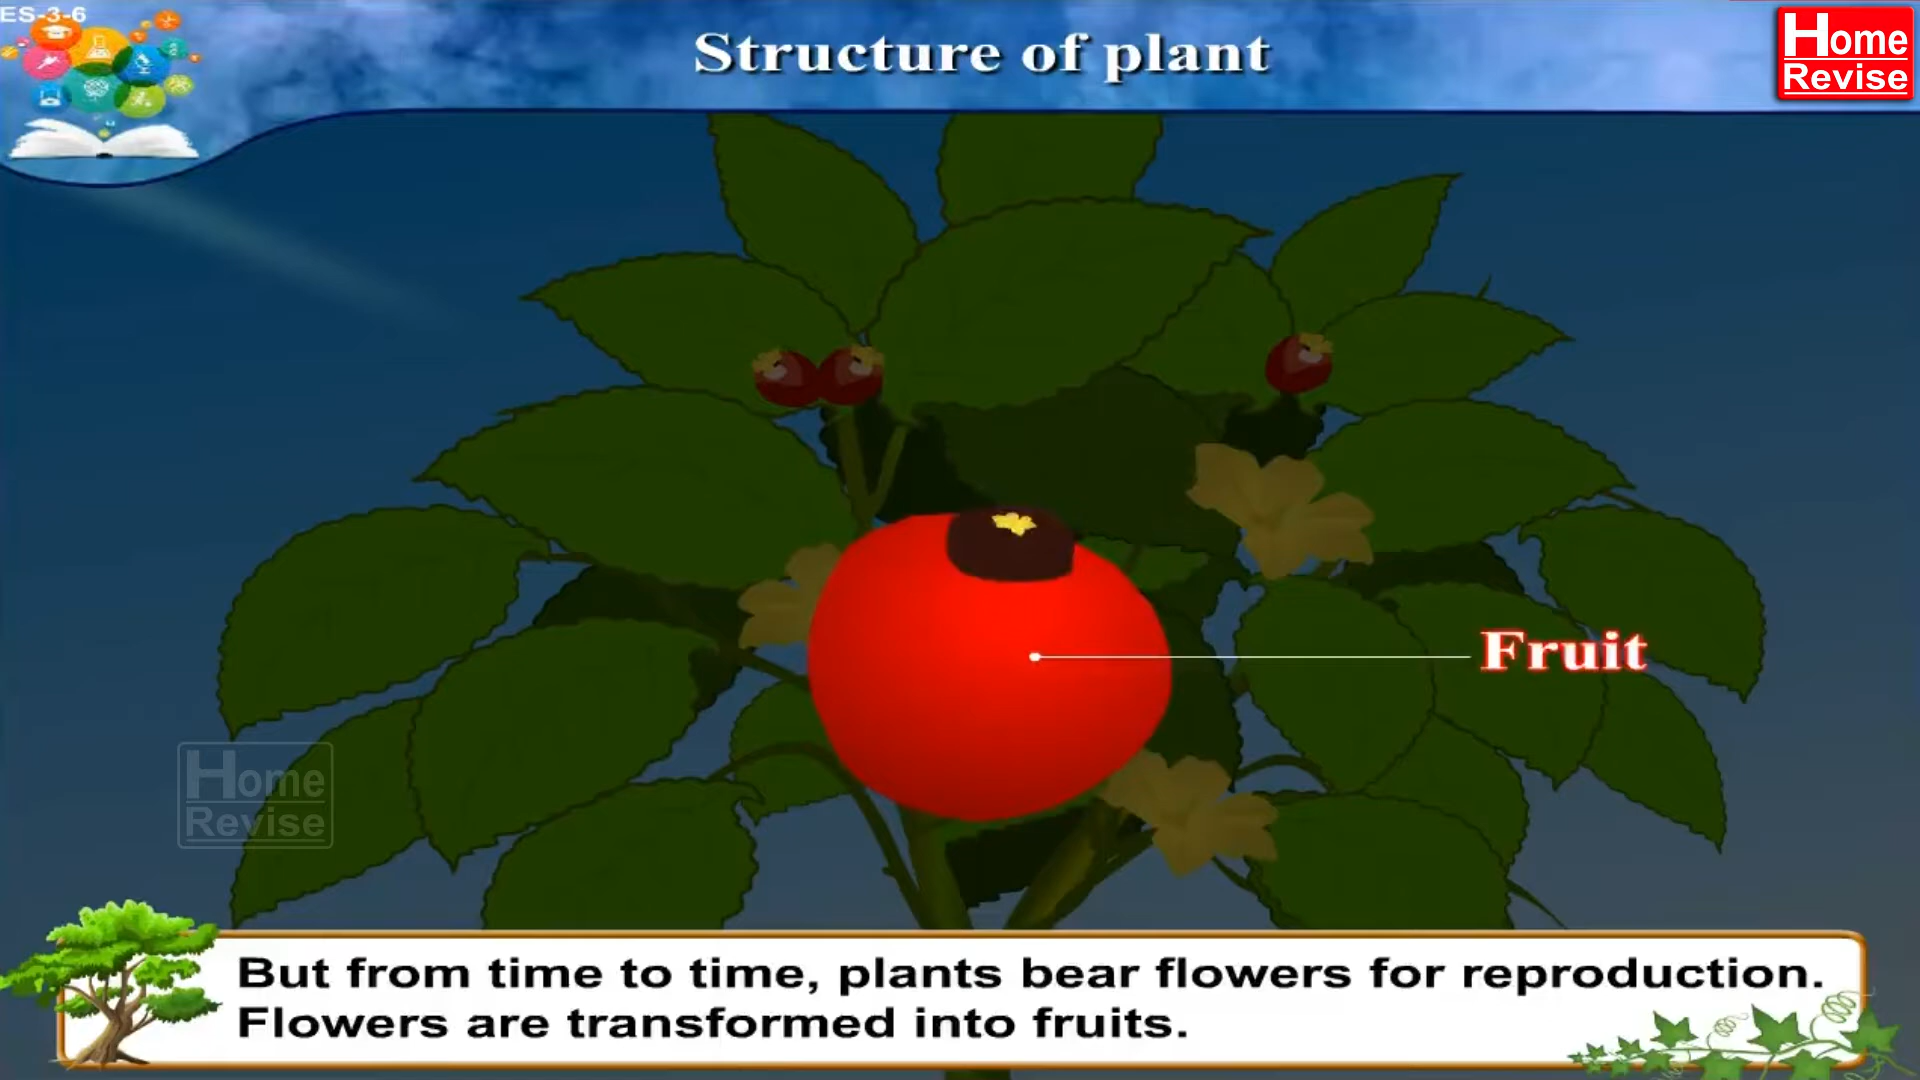 ES-3-6
Structure of plant
Home
Revise
Fruit
Home
Revise
But from time to time, plants bear flowers for reproduction.
Flowers are transformed into fruits.